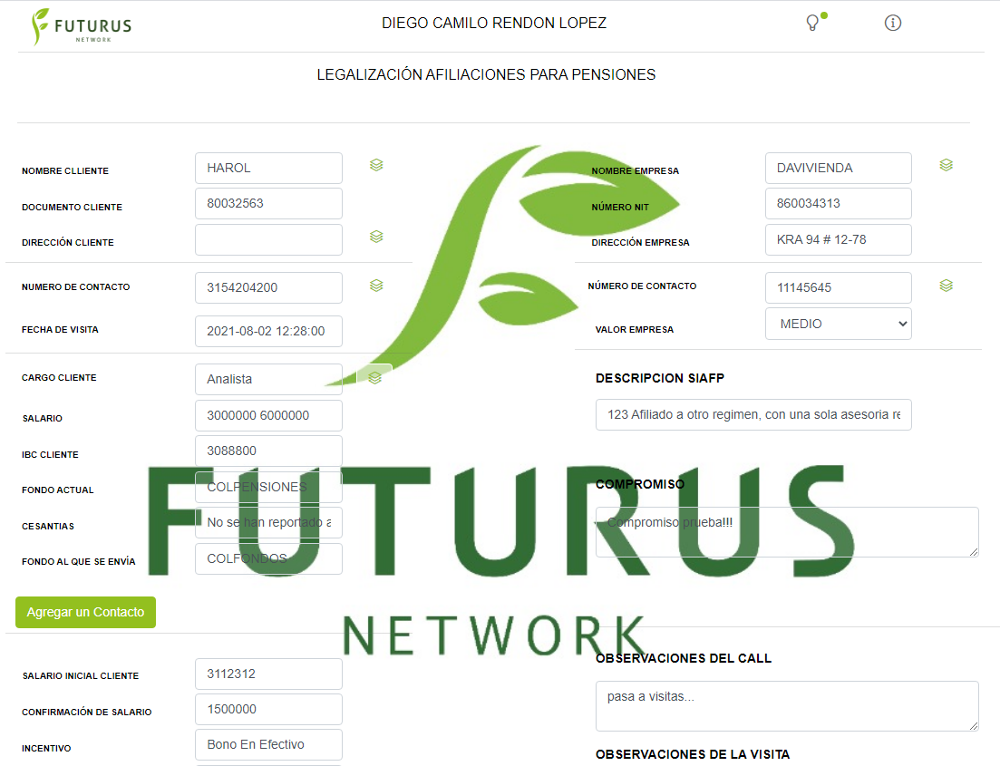 FUTURUS
NETWORK
DIEGO CAMILO RENDON LOPEZ
LEGALIZACIÓN AFILIACIONES PARA PENSIONES
NOMBRE CLLIENTE HAROL
DOCUMENTO CLIENTE 80032563
DIRECCIÓN CLIENTE
NUMERO DE CONTACTO 3154204200
FECHA DE VISITA 2021-08-02 12:28:00
CARGO CLIENTE Analista
SALARIO 3000000 6000000
IBC CLIENTE 3088800
FONDO ACTUAL COLPENSIONES
CESANTIAS No se han reportado a
FONDO AL QUE SE ENVÍA COLFONDOS
NOMBRE EMPRESA DAVIVIENDA
NÚMERO NIT 860034313
DIRECCIÓN EMPRESA KRA 94 # 12-78
NÚMERO DE CONTACTO 11145645
VALOR EMPRESA MEDIO
DESCRIPCION SIAFP
123 Afiliado a otro regimen, con una sola asesoria re
COMPROMISO
Compromiso prueba!!!
FUTURUS
NETWORK
Agregar un Contacto
SALARIO INICIAL CLIENTE 3112312
CONFIRMACIÓN DE SALARIO 1500000
INCENTIVO Bono En Efectivo
OBSERVACIONES DEL CALL
pasa a visitas...
OBSERVACIONES DE LA VISITA